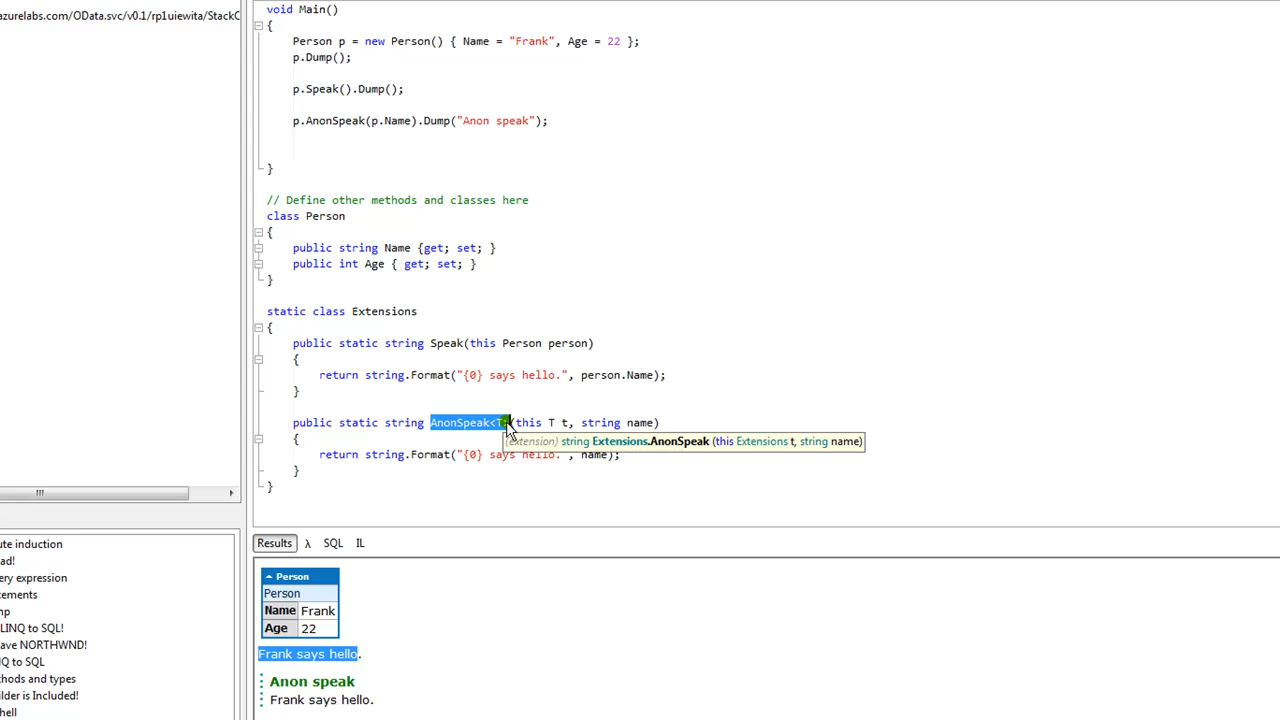 azurelabs.com/OData.svc/v0.1/rp1uiewita/StackC
void Main()
{
Person p = new Person() { Name = "Frank", Age = 22 };
p.Dump();
p.Speak().Dump();
p.AnonSpeak(p.Name).Dump("Anon speak");
}
// Define other methods and classes here
class Person
{
public string Name {get; set; }
public int Age { get; set; }
}
static class Extensions
{
public static string Speak(this Person person)
{
return string.Format("{0} says hello.", person.Name);
}
public static string AnonSpeak<T (this T t, string name)
{
(extension) string Extensions.AnonSpeak (this Extensions t, string name)
return string.Format("{0} says hello. , name);
}
}
ute induction
ad!
ery expression
tements
mp
LINQ to SQL!
ave NORTHWND!
Q to SQL
thods and types
ilder is Included!
hell
Results λ SQL IL
Person
Person
Name Frank
Age 22
Frank says hello.
Anon speak
Frank says hello.